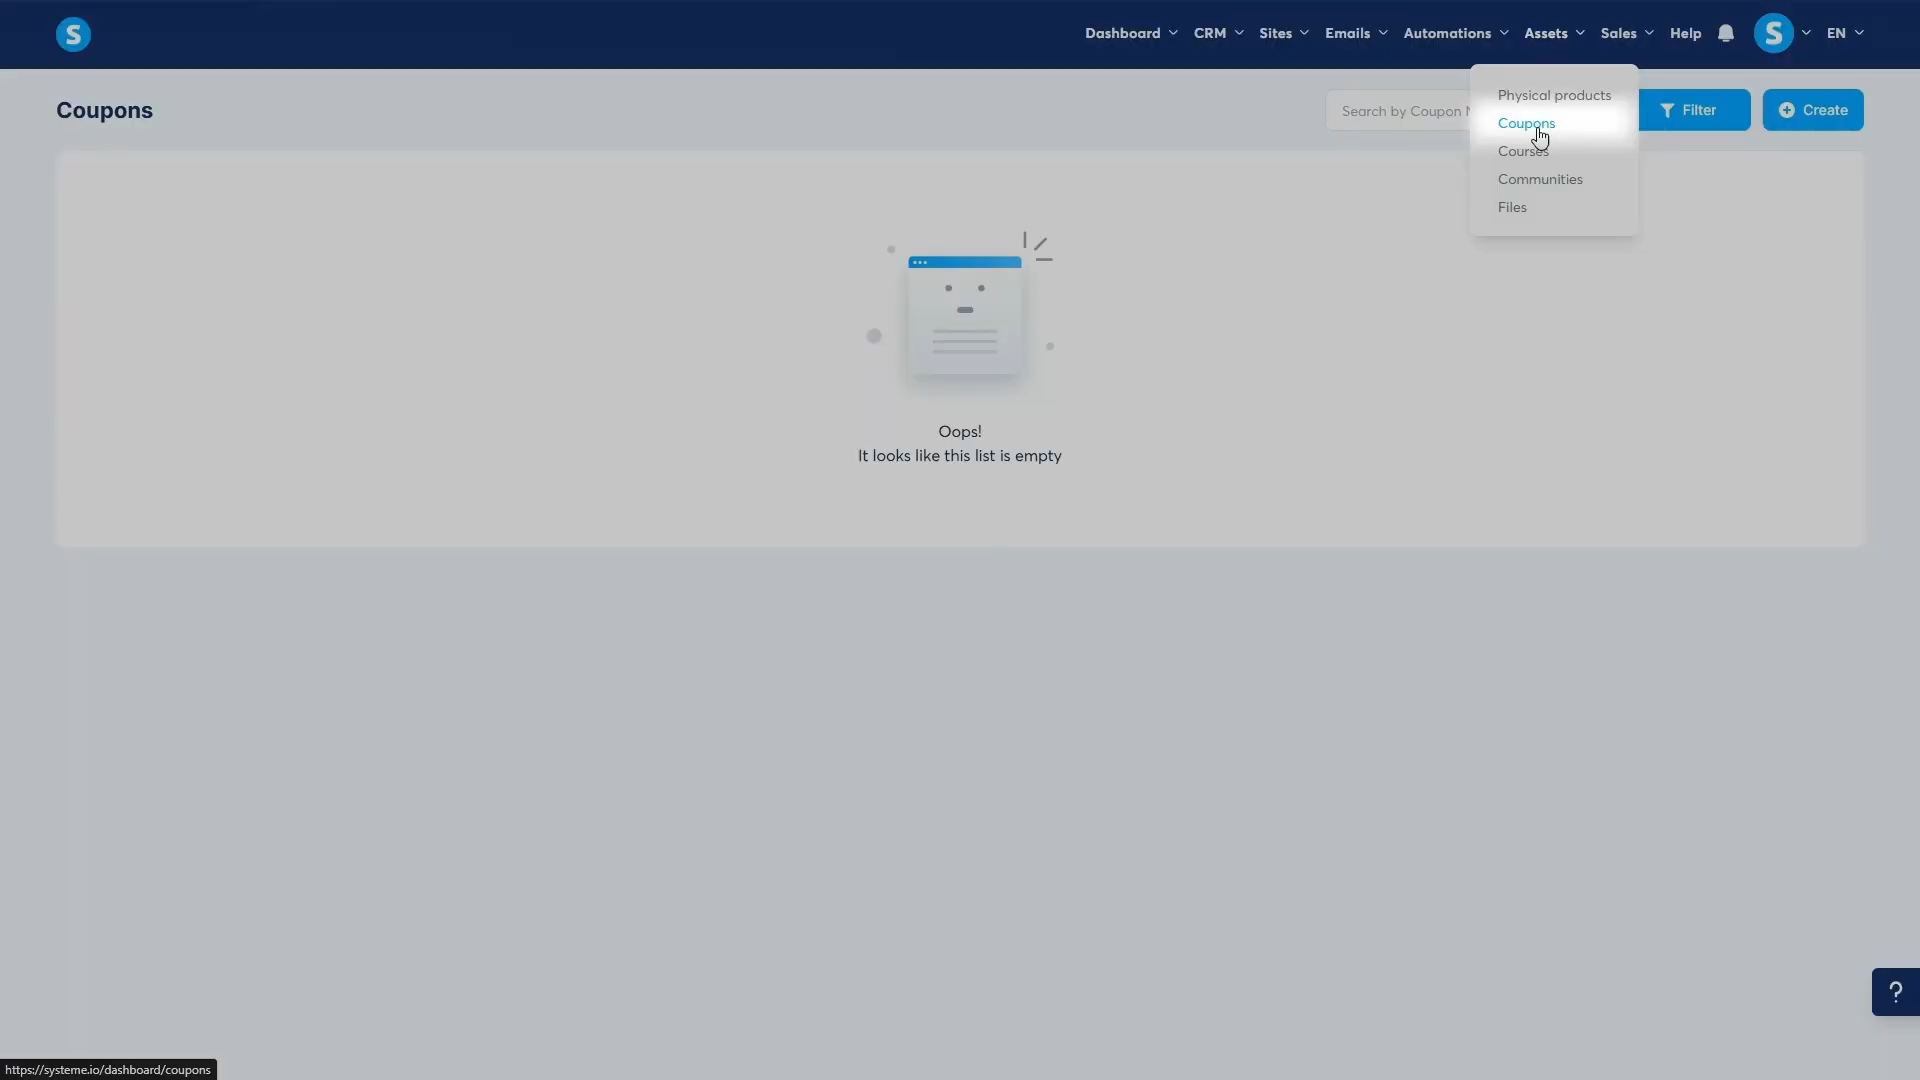 S
Dashboard CRM Sites Emails Automations Assets Sales Help S EN
Coupons
Search by Coupon
Filter
Create
Physical products
Coupons
Courses
Communities
Files
Oops!
It looks like this list is empty
?
https://systeme.io/dashboard/coupons